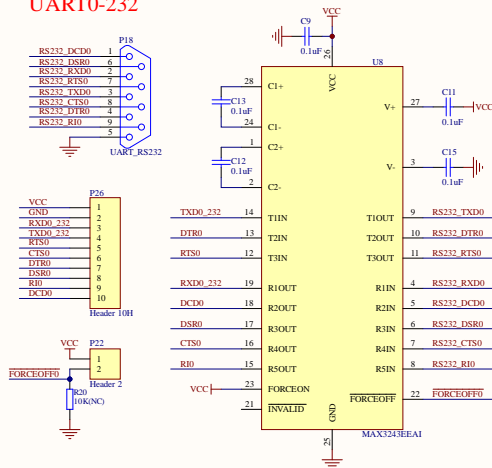 UART0-232
P18
RS232_DCD0 1
RS232_DSR0 6
RS232_RXD0 2
RS232_RTS0 7
RS232_TXD0 3
RS232_CTS0 8
RS232_DTR0 4
RS232_RI0 9
5
UART_RS232
P26
VCC 1
GND 2
RXD0_232 3
TXD0_232 4
RTS0 5
CTS0 6
DTR0 7
DSR0 8
RI0 9
DCD0 10
Header 10H
VCC
P22
1
2
FORCEOFF0
Header 2
R20
10K(NC)
VCC
C9
0.1uF
26
U8
VCC
28 C1+
C13
0.1uF
24 C1-
1 C2+
C12
0.1uF
2 C2-
V+ 27
C11
VCC
0.1uF
V- 3
C15
0.1uF
TXD0_232 14 T1IN T1OUT 9 RS232_TXD0
DTR0 13 T2IN T2OUT 10 RS232_DTR0
RTS0 12 T3IN T3OUT 11 RS232_RTS0
RXD0_232 19 R1OUT R1IN 4 RS232_RXD0
DCD0 18 R2OUT R2IN 5 RS232_DCD0
DSR0 17 R3OUT R3IN 6 RS232_DSR0
CTS0 16 R4OUT R4IN 7 RS232_CTS0
RI0 15 R5OUT R5IN 8 RS232_RI0
VCC 23 FORCEON
FORCEOFF 22 FORCEOFF0
21 INVALID
GND
25
MAX3243EEAI